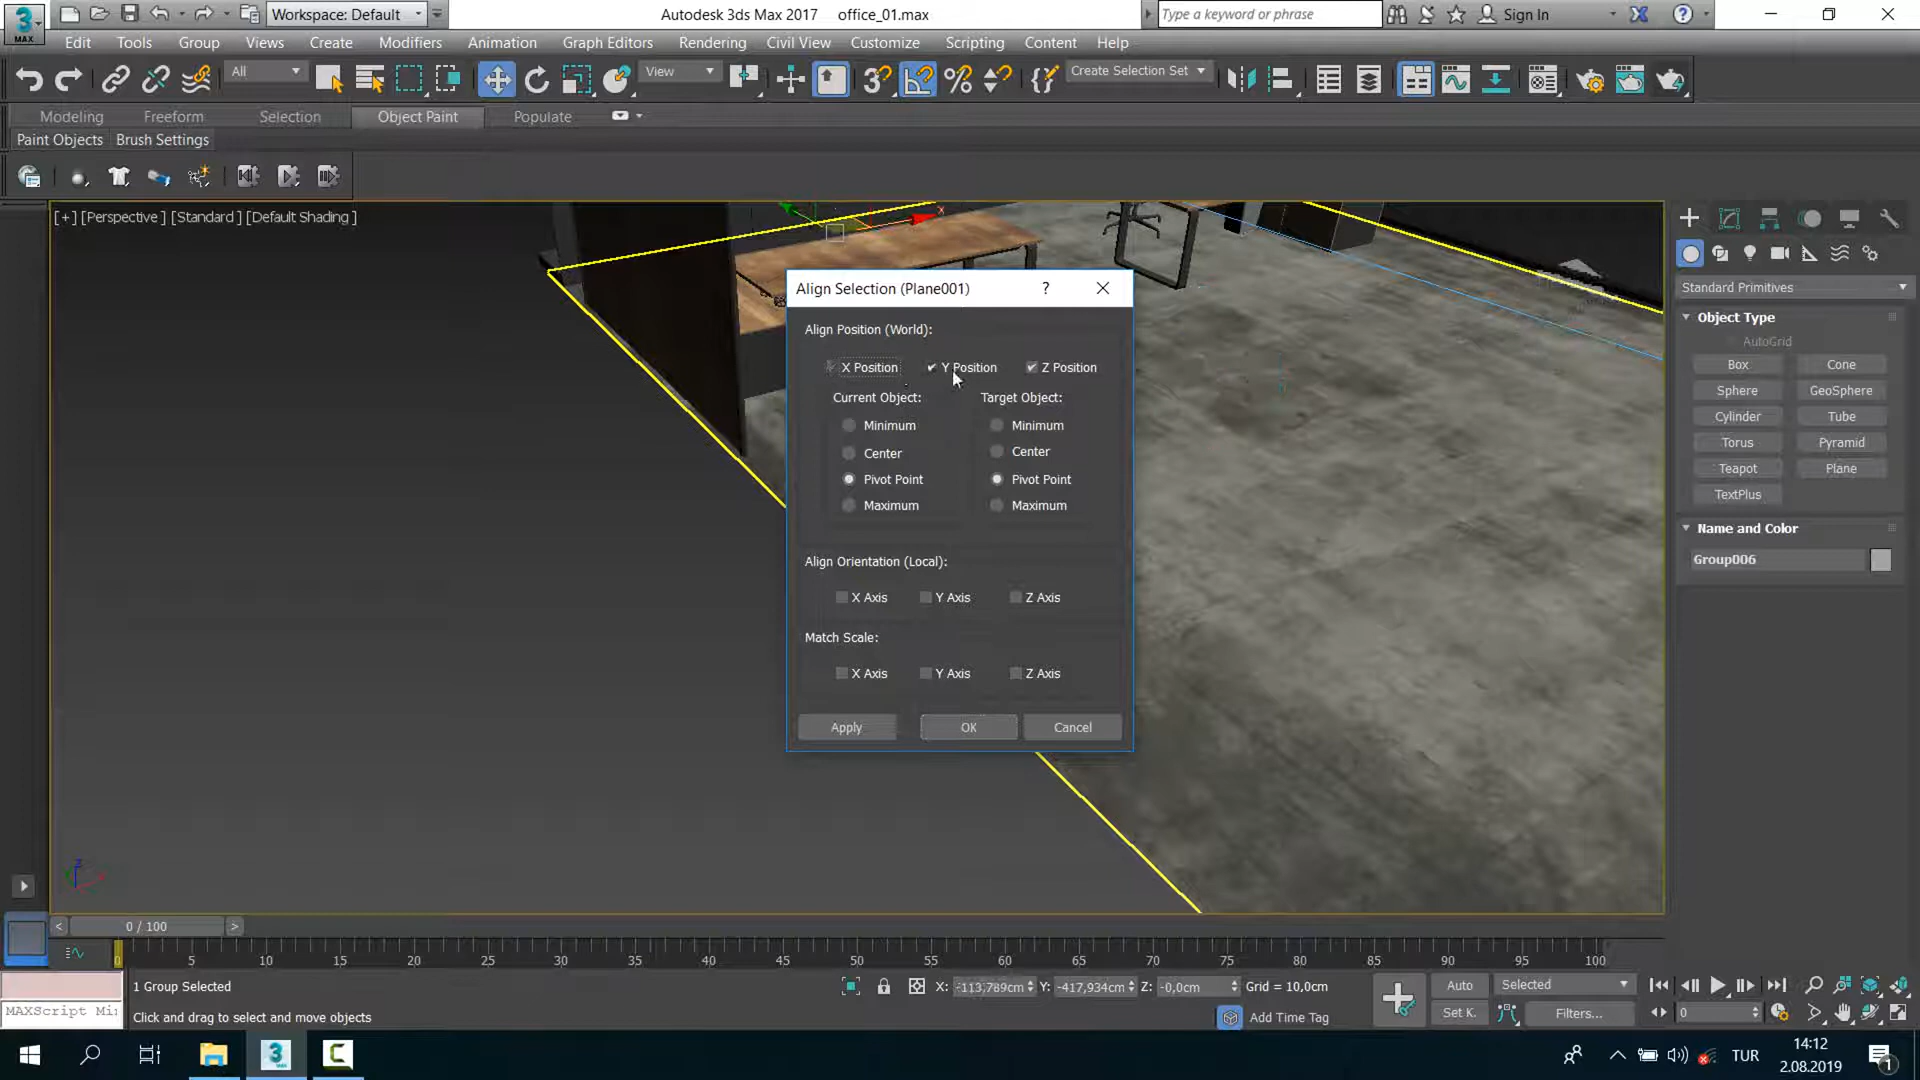 3
MAX
Workspace: Default
Autodesk 3ds Max 2017 office_01.max
Type a keyword or phrase
Sign In
Edit Tools Group Views Create Modifiers Animation Graph Editors Rendering Civil View Customize Scripting Content Help
All
View
Create Selection Set
Modeling Freeform Selection Object Paint Populate
Paint Objects Brush Settings
[+] [Perspective ] [Standard ] [Default Shading ]
x
Align Selection (Plane001)
?
Align Position (World):
X Position Y Position Z Position
Current Object: Target Object:
Minimum Minimum
Center Center
Pivot Point Pivot Point
Maximum Maximum
Align Orientation (Local):
X Axis Y Axis Z Axis
Match Scale:
X Axis Y Axis Z Axis
Apply OK Cancel
Standard Primitives
Object Type
AutoGrid
Box Cone
Sphere GeoSphere
Cylinder Tube
Torus Pyramid
Teapot Plane
TextPlus
Name and Color
Group006
z
< 0 / 100 >
0 5 10 15 20 25 30 35 40 45 50 55 60 65 70 75 80 85 90 95 100
1 Group Selected
X: -113,789cm Y: -417,934cm Z: -0,0cm Grid = 10,0cm
Auto Selected
MAXScript Mi
Click and drag to select and move objects
Add Time Tag
Set K. Filters...
0
TUR
14:12
2.08.2019
1